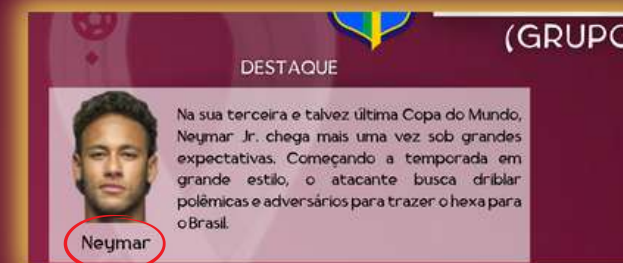 (GRUPO
DESTAQUE
Na sua terceira e talvez última Copa do Mundo,
Neymar Jr. chega mais uma vez sob grandes
expectativas. Começando a temporada em
grande estilo, o atacante busca driblar
polêmicas e adversários para trazer o hexa para
o Brasil.
Neymar